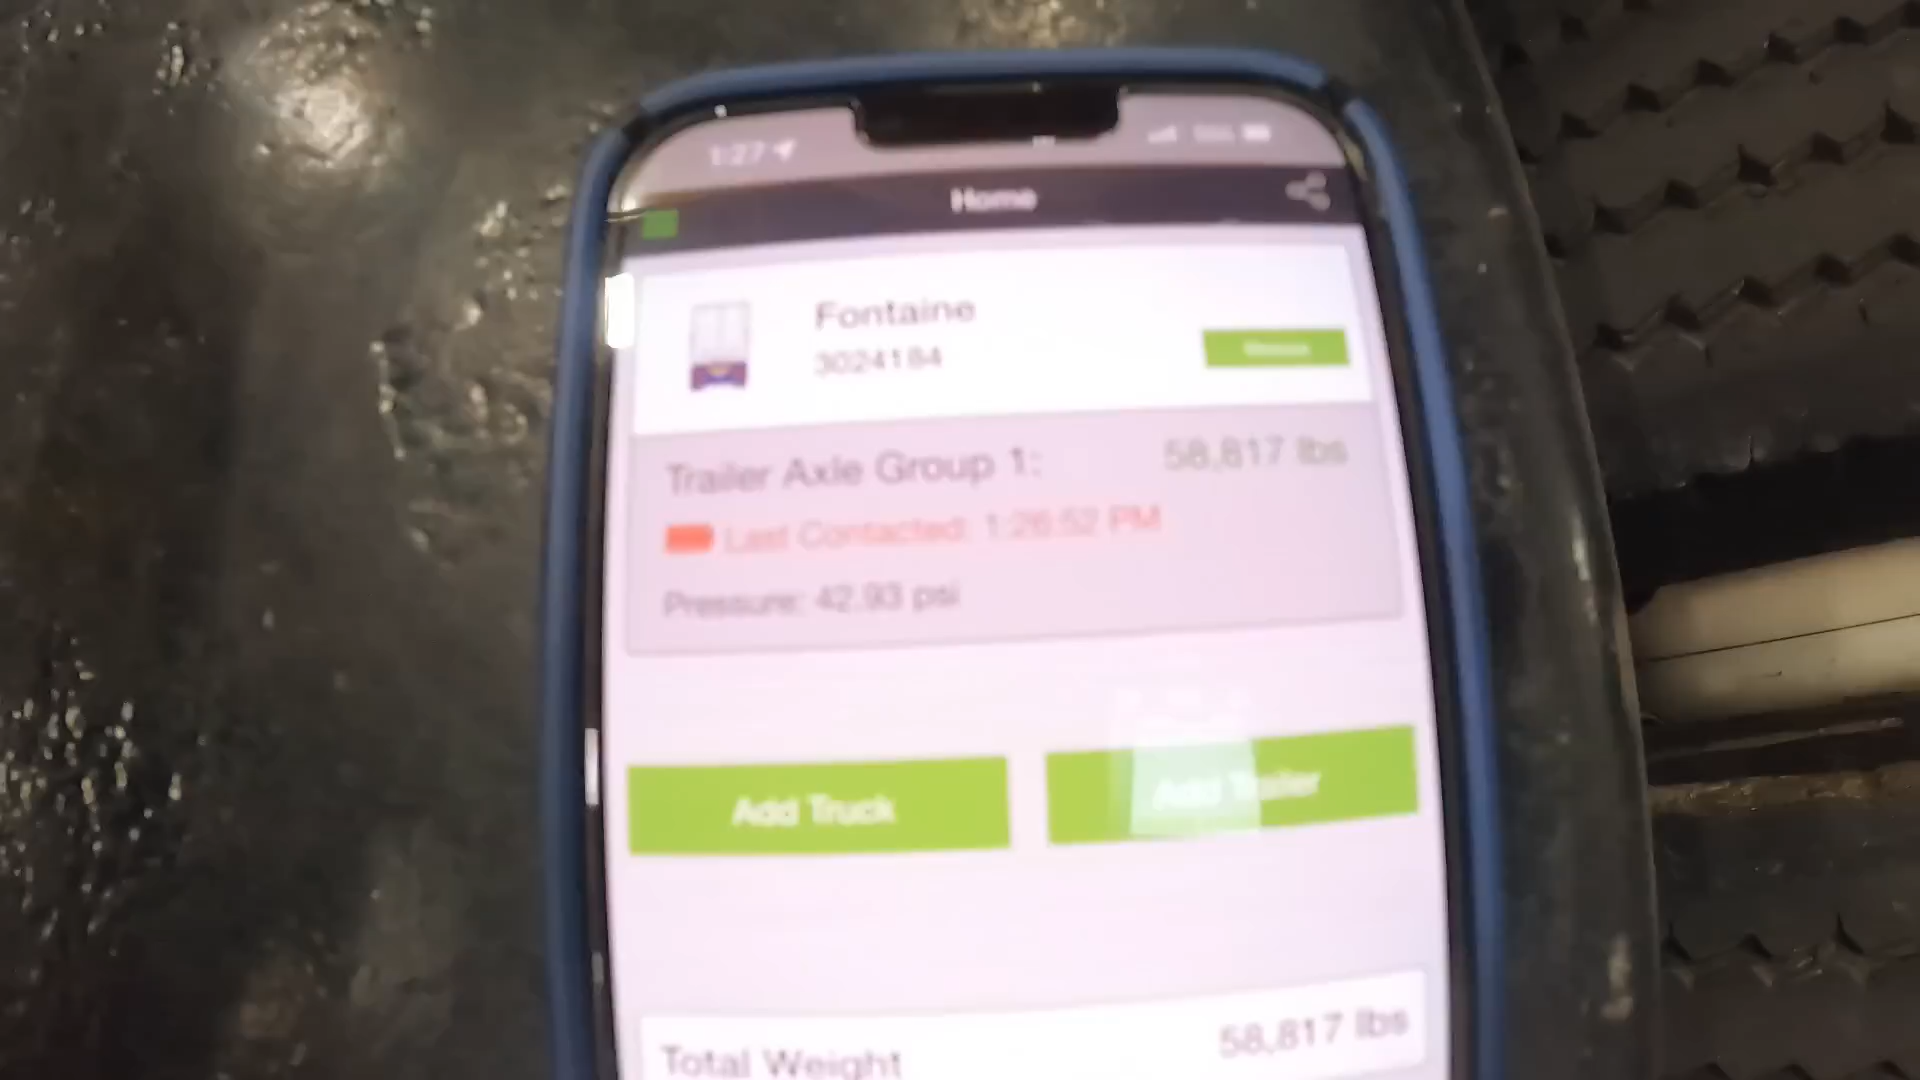 1:27
Home
Fontaine
3024184
Trailer Axle Group 1: 58,817 lbs
Last Contacted: 1:26:52 PM
Pressure: 42.93 psi
Add Truck
Add Trailer
Total Weight 58,817 lbs